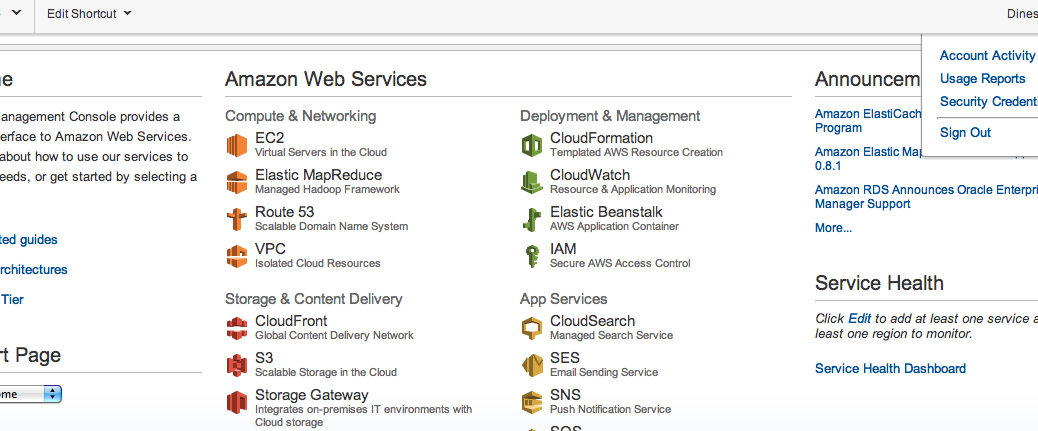 Edit Shortcut
Dines
Account Activity
Usage Reports
Security Credenti
Sign Out
me
anagement Console provides a
erface to Amazon Web Services.
about how to use our services to
eeds, or get started by selecting a
ted guides
rchitectures
Tier
rt Page
ome
Amazon Web Services
Compute & Networking
EC2
Virtual Servers in the Cloud
Elastic MapReduce
Managed Hadoop Framework
Route 53
Scalable Domain Name System
VPC
Isolated Cloud Resources
Storage & Content Delivery
CloudFront
Global Content Delivery Network
S3
Scalable Storage in the Cloud
Storage Gateway
Integrates on-premises IT environments with
Cloud storage
Deployment & Management
CloudFormation
Templated AWS Resource Creation
CloudWatch
Resource & Application Monitoring
Elastic Beanstalk
AWS Application Container
IAM
Secure AWS Access Control
App Services
CloudSearch
Managed Search Service
SES
Email Sending Service
SNS
Push Notification Service
SQS
Announcem
Amazon ElastiCach
Program
Amazon Elastic Map
0.8.1
Amazon RDS Announces Oracle Enterpris
Manager Support
More...
Service Health
Click Edit to add at least one service a
least one region to monitor.
Service Health Dashboard